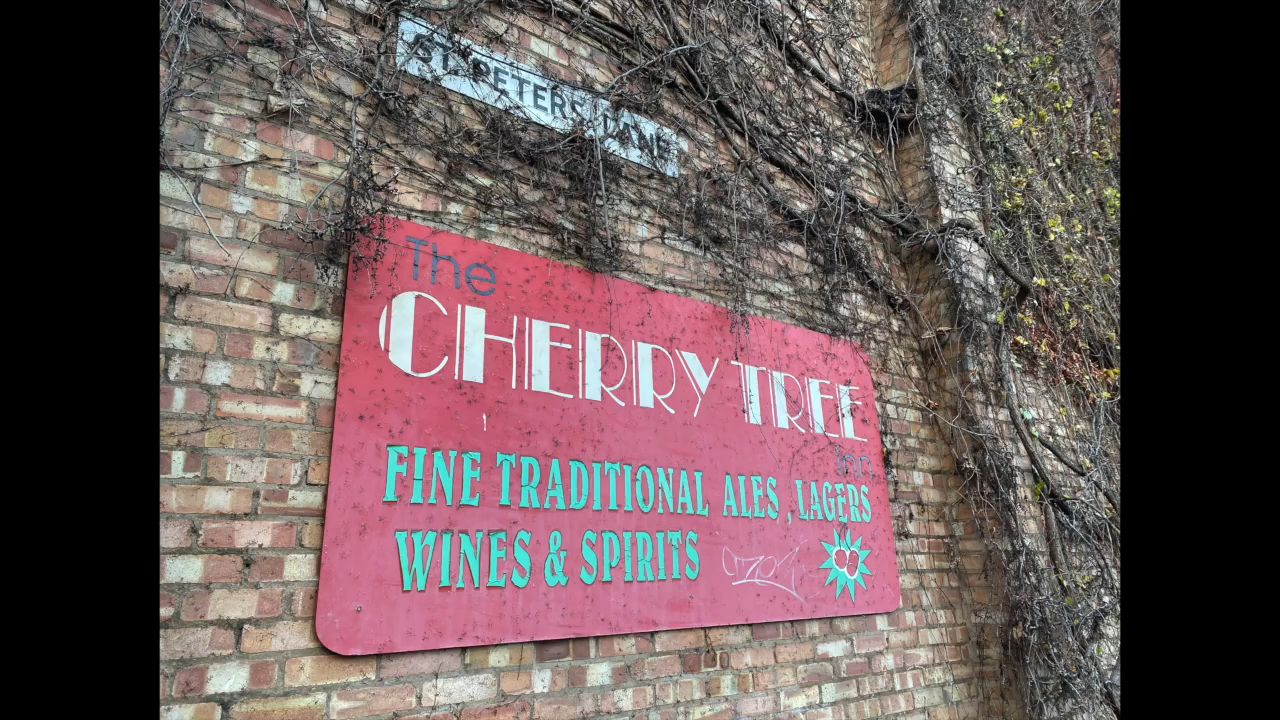 ST. PETERS LANE
The
CHERRY TREE
Inn
FINE TRADITIONAL ALES, LAGERS
WINES & SPIRITS